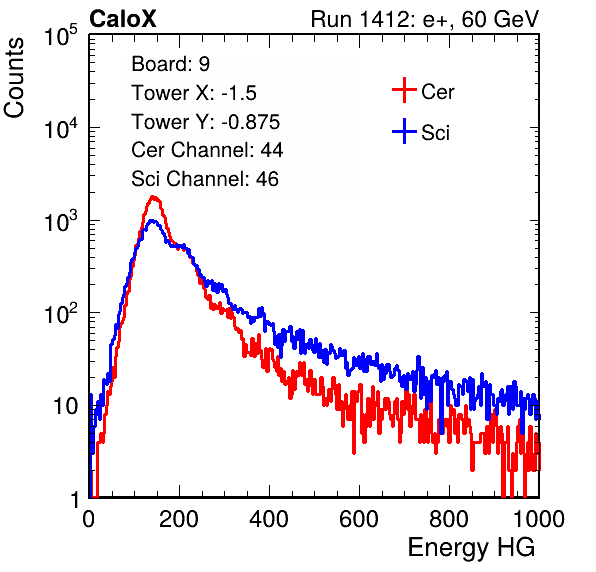 CaloX Run 1412: e+, 60 GeV
Counts
10^5
10^4
10^3
10^2
10
1
Board: 9
Tower X: -1.5
Tower Y: -0.875
Cer Channel: 44
Sci Channel: 46
Cer
Sci
0 200 400 600 800 1000
Energy HG